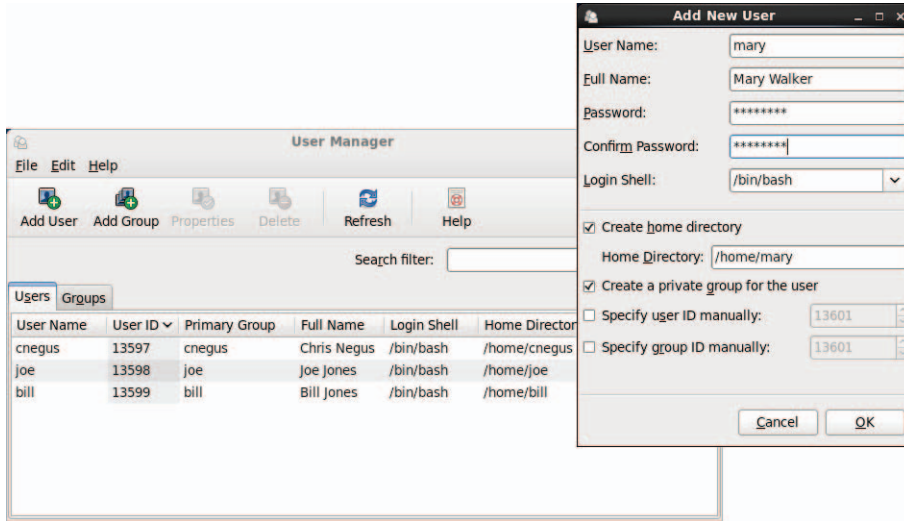 User Manager
File Edit Help
Add User Add Group Properties Delete Refresh Help
Search filter:
Users Groups
User Name User ID Primary Group Full Name Login Shell Home Director
cnegus 13597 cnegus Chris Negus /bin/bash /home/cnegus
joe 13598 joe Joe Jones /bin/bash /home/joe
bill 13599 bill Bill Jones /bin/bash /home/bill
Add New User
User Name: mary
Full Name: Mary Walker
Password: ********
Confirm Password: ********
Login Shell: /bin/bash
Create home directory
Home Directory: /home/mary
Create a private group for the user
Specify user ID manually: 13601
Specify group ID manually: 13601
Cancel OK